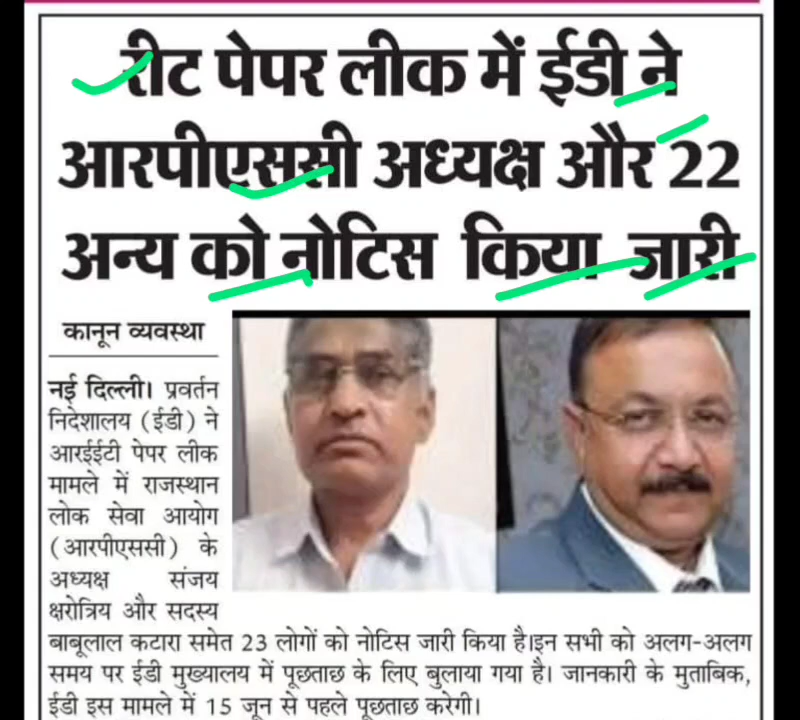 रीट पेपर लीक में ईडी ने
आरपीएससी अध्यक्ष और 22
अन्य को नोटिस किया जारी
कानून व्यवस्था
नई दिल्ली। प्रवर्तन
निदेशालय (ईडी) ने
आरईईटी पेपर लीक
मामले में राजस्थान
लोक सेवा आयोग
(आरपीएससी) के
अध्यक्ष संजय
क्षरोत्रिय और सदस्य
बाबूलाल कटारा समेत 23 लोगों को नोटिस जारी किया है।इन सभी को अलग-अलग
समय पर ईडी मुख्यालय में पूछताछ के लिए बुलाया गया है। जानकारी के मुताबिक,
ईडी इस मामले में 15 जून से पहले पूछताछ करेगी।